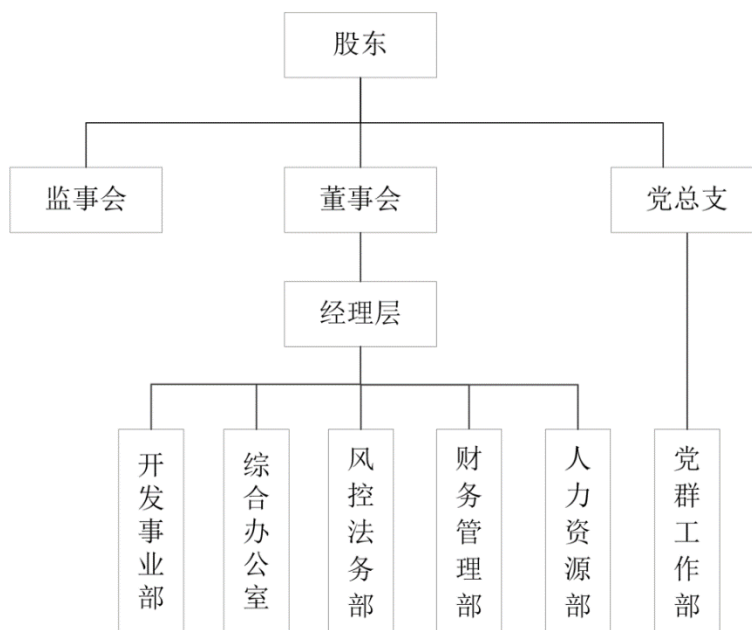 股东
监事会
董事会
党总支
经理层
开发事业部
综合办公室
风控法务部
财务管理部
人力资源部
党群工作部